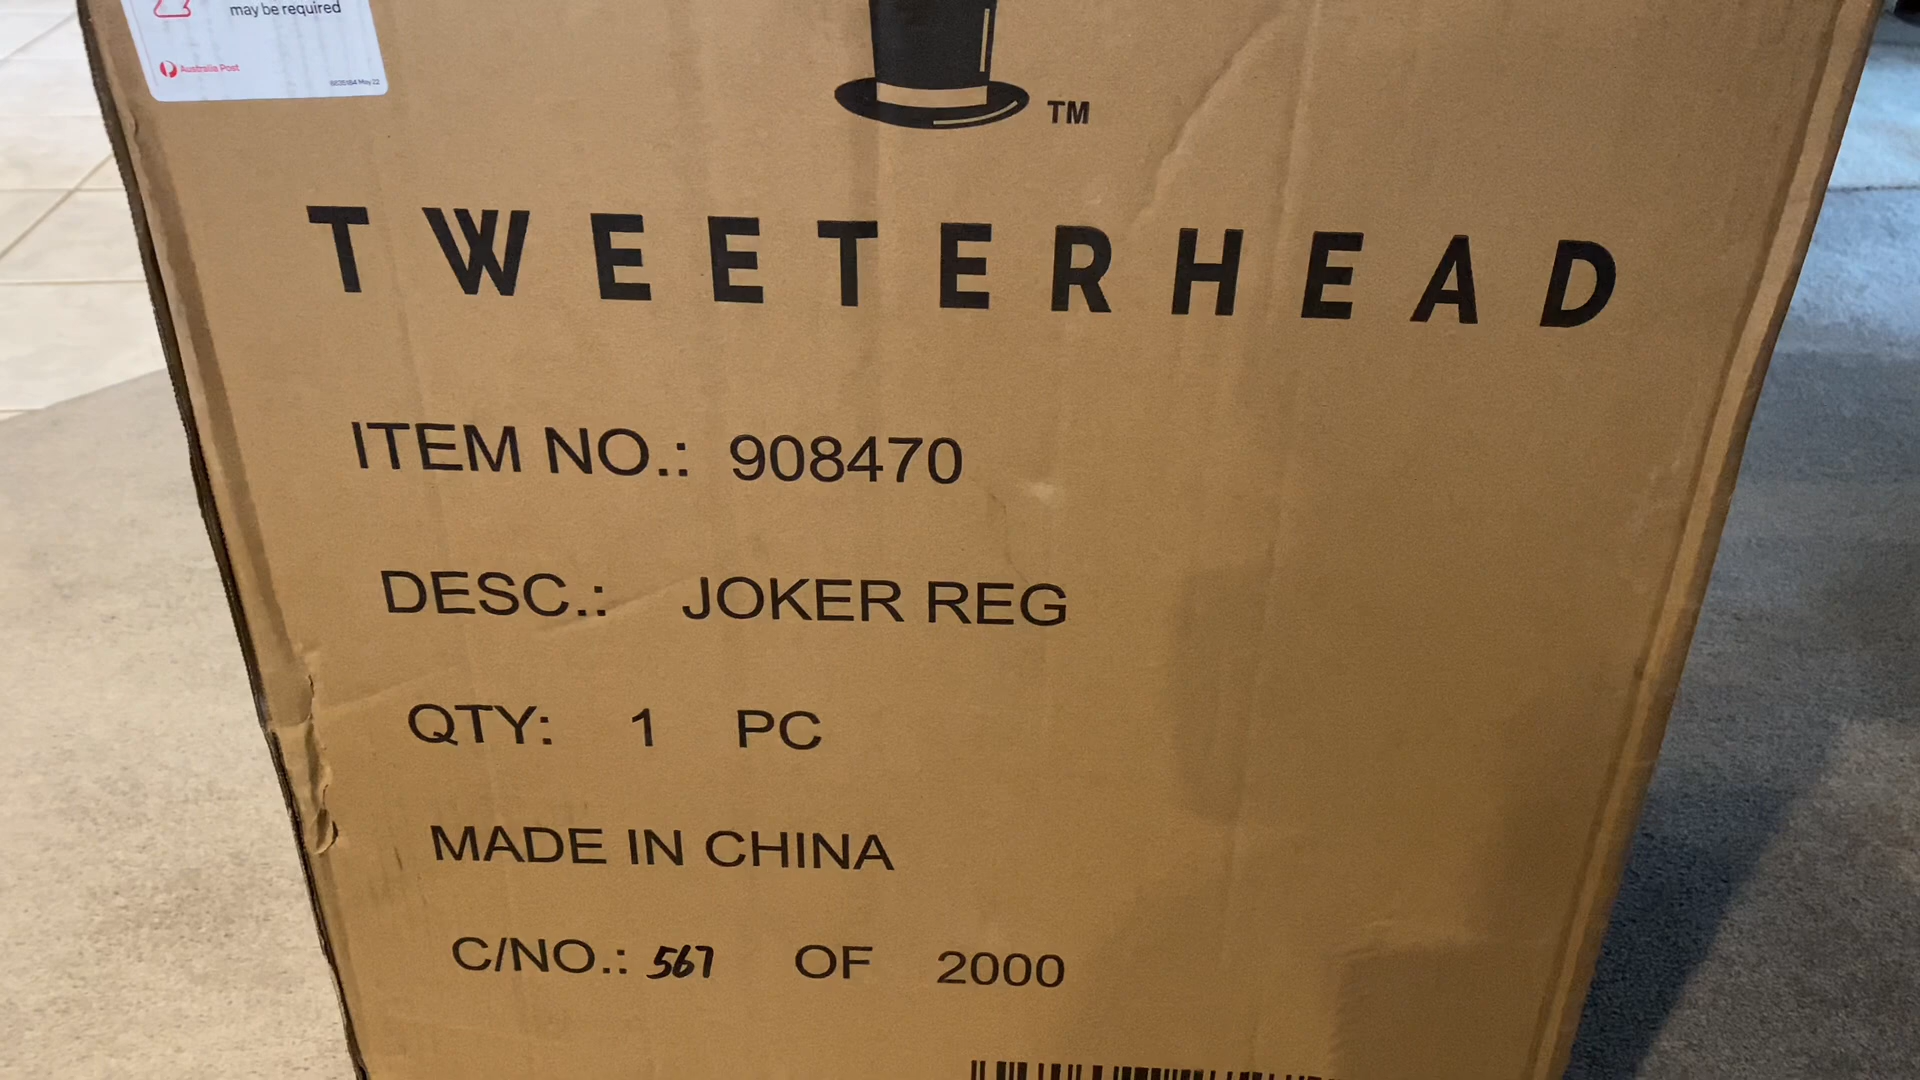 may be required
Australia Post
TM
TWEETERHEAD
ITEM NO.: 908470
DESC.: JOKER REG
QTY: 1 PC
MADE IN CHINA
C/NO.: 567 OF 2000